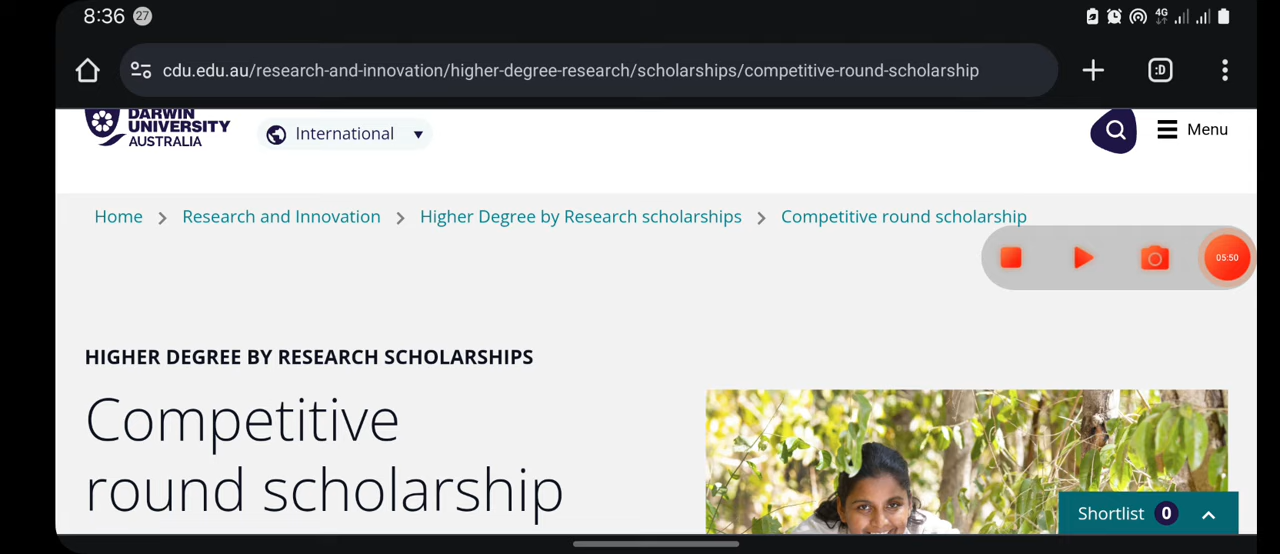 8:36 27
4G
cdu.edu.au/research-and-innovation/higher-degree-research/scholarships/competitive-round-scholarship
:D
DARWIN
UNIVERSITY
AUSTRALIA
International
Menu
Home > Research and Innovation > Higher Degree by Research scholarships > Competitive round scholarship
05:50
HIGHER DEGREE BY RESEARCH SCHOLARSHIPS
Competitive
round scholarship
Shortlist 0